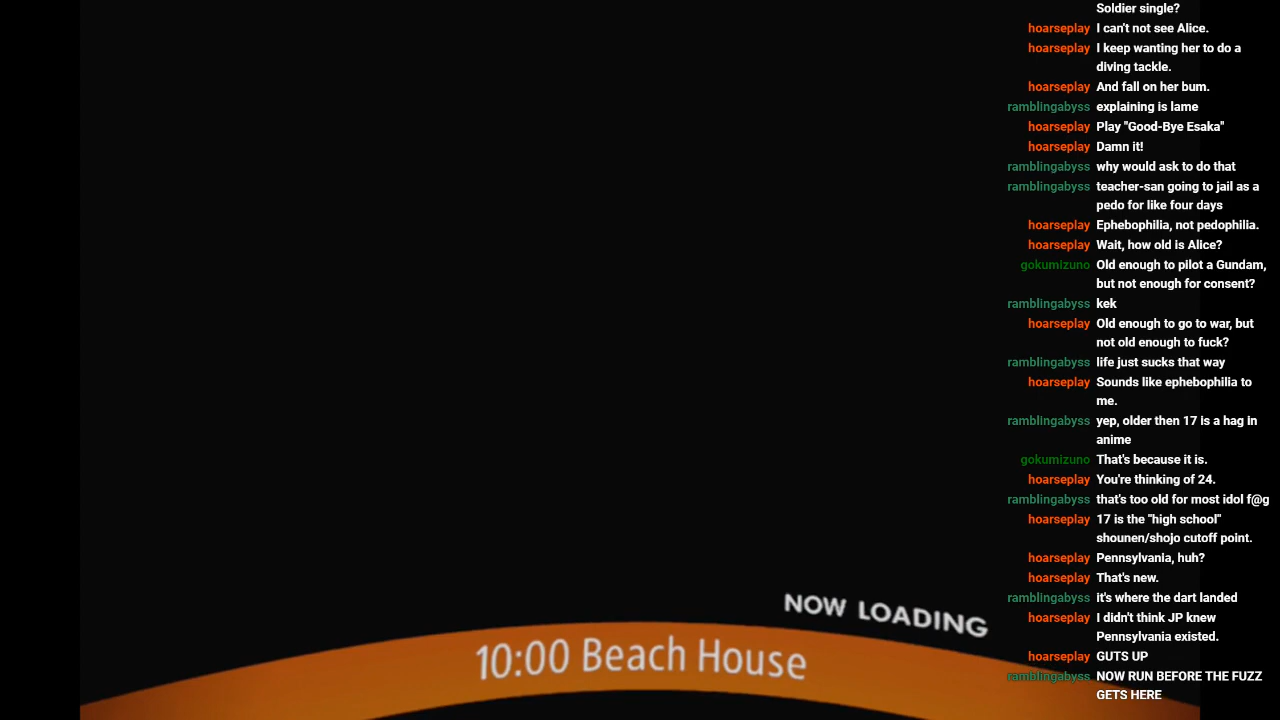 Soldier single?
hoarseplay I can't not see Alice.
hoarseplay I keep wanting her to do a
diving tackle.
hoarseplay And fall on her bum.
ramblingabyss explaining is lame
hoarseplay Play "Good-Bye Esaka"
hoarseplay Damn it!
ramblingabyss why would ask to do that
ramblingabyss teacher-san going to jail as a
pedo for like four days
hoarseplay Ephebophilia, not pedophilia.
hoarseplay Wait, how old is Alice?
gokumizuno Old enough to pilot a Gundam,
but not enough for consent?
ramblingabyss kek
hoarseplay Old enough to go to war, but
not old enough to fuck?
ramblingabyss life just sucks that way
hoarseplay Sounds like ephebophilia to
me.
ramblingabyss yep, older then 17 is a hag in
anime
gokumizuno That's because it is.
hoarseplay You're thinking of 24.
ramblingabyss that's too old for most idol f@g
hoarseplay 17 is the "high school"
shounen/shojo cutoff point.
hoarseplay Pennsylvania, huh?
hoarseplay That's new.
ramblingabyss it's where the dart landed
hoarseplay I didn't think JP knew
Pennsylvania existed.
hoarseplay GUTS UP
ramblingabyss NOW RUN BEFORE THE FUZZ
GETS HERE
NOW LOADING
10:00 Beach House